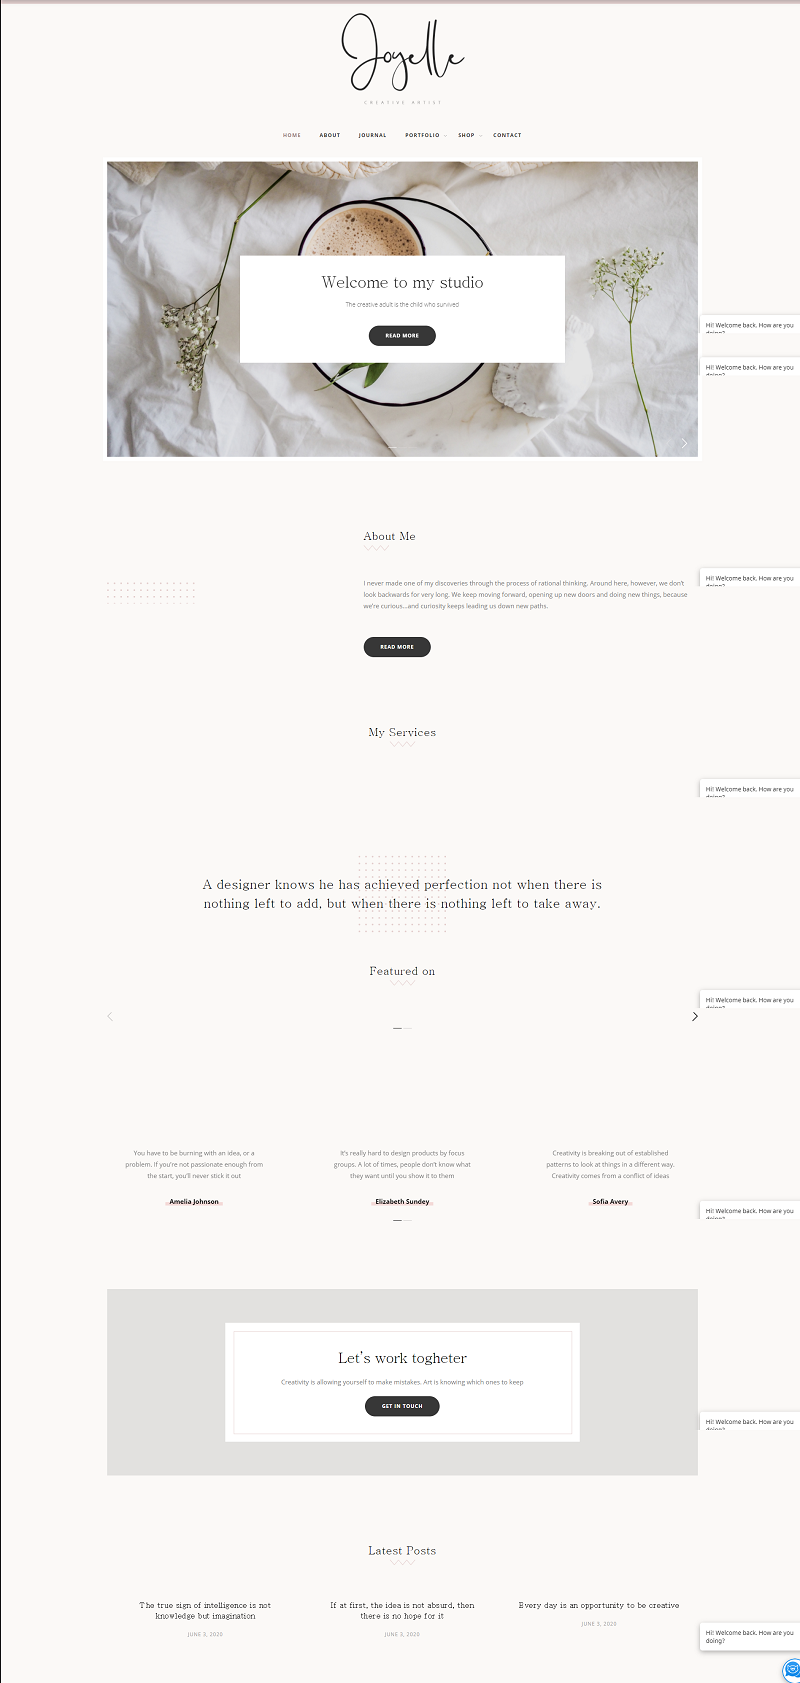 Joyelle
CREATIVE ARTIST
HOME ABOUT JOURNAL PORTFOLIO SHOP CONTACT
Welcome to my studio
The creative adult is the child who survived
READ MORE
Hi! Welcome back. How are you
doing?
Hi! Welcome back. How are you
doing?
About Me
Hi! Welcome back. How are you
doing?
I never made one of my discoveries through the process of rational thinking. Around here, however, we don't
look backwards for very long. We keep moving forward, opening up new doors and doing new things, because
we're curious...and curiosity keeps leading us down new paths.
READ MORE
My Services
Hi! Welcome back. How are you
doing?
A designer knows he has achieved perfection not when there is
nothing left to add, but when there is nothing left to take away.
Featured on
Hi! Welcome back. How are you
doing?
You have to be burning with an idea, or a
problem. If you're not passionate enough from
the start, you'll never stick it out
Amelia Johnson
It's really hard to design products by focus
groups. A lot of times, people don't know what
they want until you show it to them
Elizabeth Sundey
Creativity is breaking out of established
patterns to look at things in a different way.
Creativity comes from a conflict of ideas
Sofia Avery
Hi! Welcome back. How are you
doing?
Let's work togheter
Creativity is allowing yourself to make mistakes. Art is knowing which ones to keep
GET IN TOUCH
Hi! Welcome back. How are you
doing?
Latest Posts
The true sign of intelligence is not
knowledge but imagination
JUNE 3, 2020
If at first, the idea is not absurd, then
there is no hope for it
JUNE 3, 2020
Every day is an opportunity to be creative
JUNE 3, 2020
Hi! Welcome back. How are you
doing?